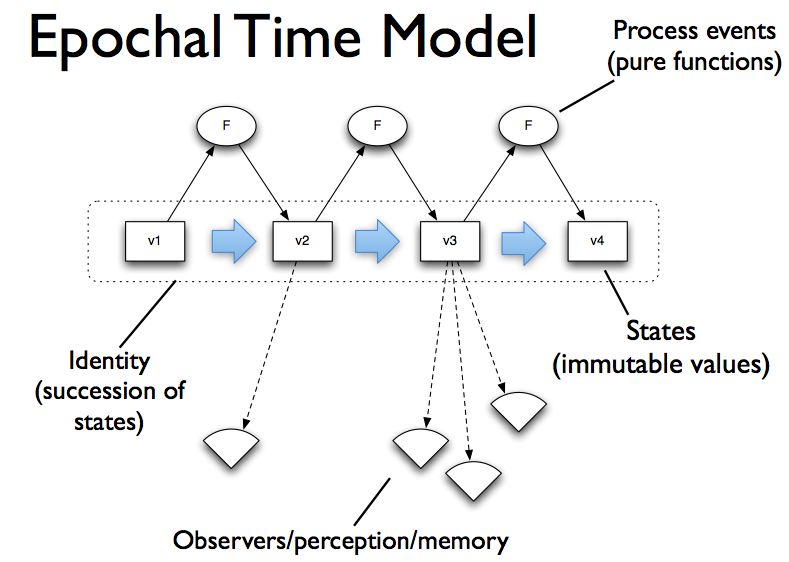 Epochal Time Model
Process events
(pure functions)
F
F
F
v1
v2
v3
v4
Identity
(succession of
states)
States
(immutable values)
Observers/perception/memory